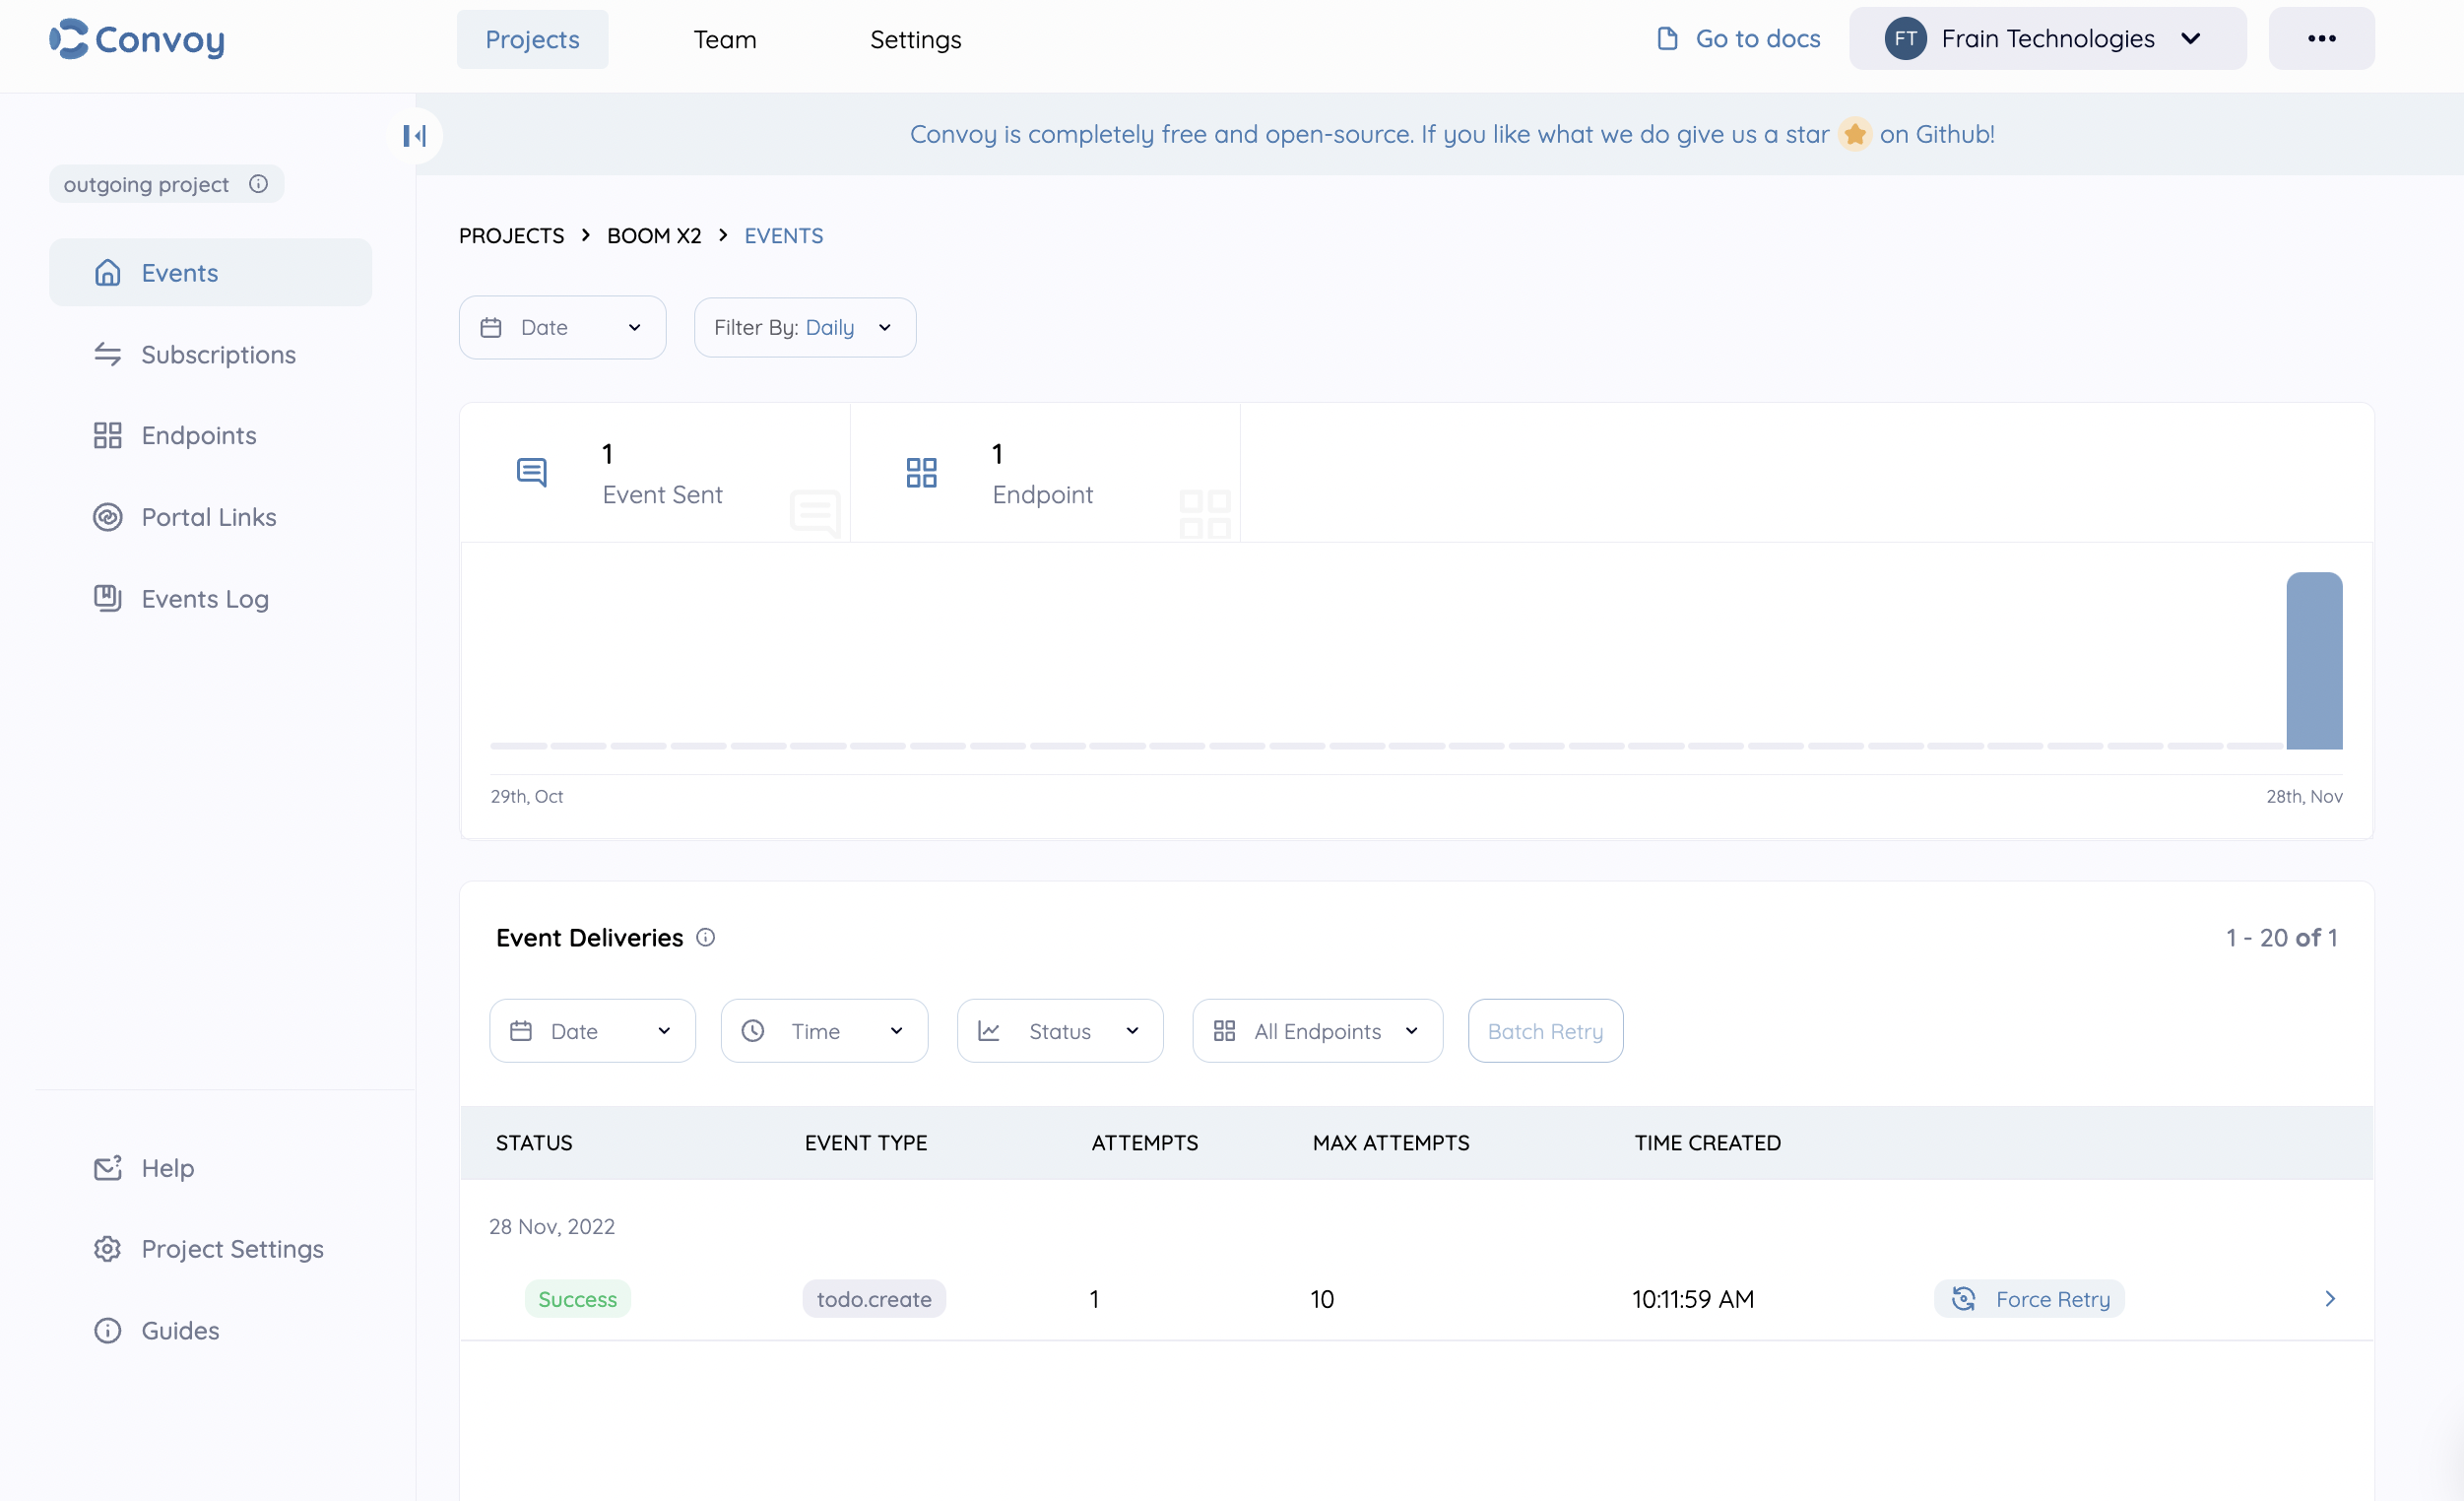 Convoy
Projects
Team
Settings
Go to docs
FT
Frain Technologies
Convoy is completely free and open-source. If you like what we do give us a star on Github!
outgoing project
Events
Subscriptions
Endpoints
Portal Links
Events Log
Help
Project Settings
Guides
PROJECTS > BOOM X2 > EVENTS
Date
Filter By: Daily
1
Event Sent
1
Endpoint
29th, Oct
28th, Nov
Event Deliveries
1 - 20 of 1
Date
Time
Status
All Endpoints
Batch Retry
STATUS EVENT TYPE ATTEMPTS MAX ATTEMPTS TIME CREATED
28 Nov, 2022
Success todo.create 1 10 10:11:59 AM Force Retry